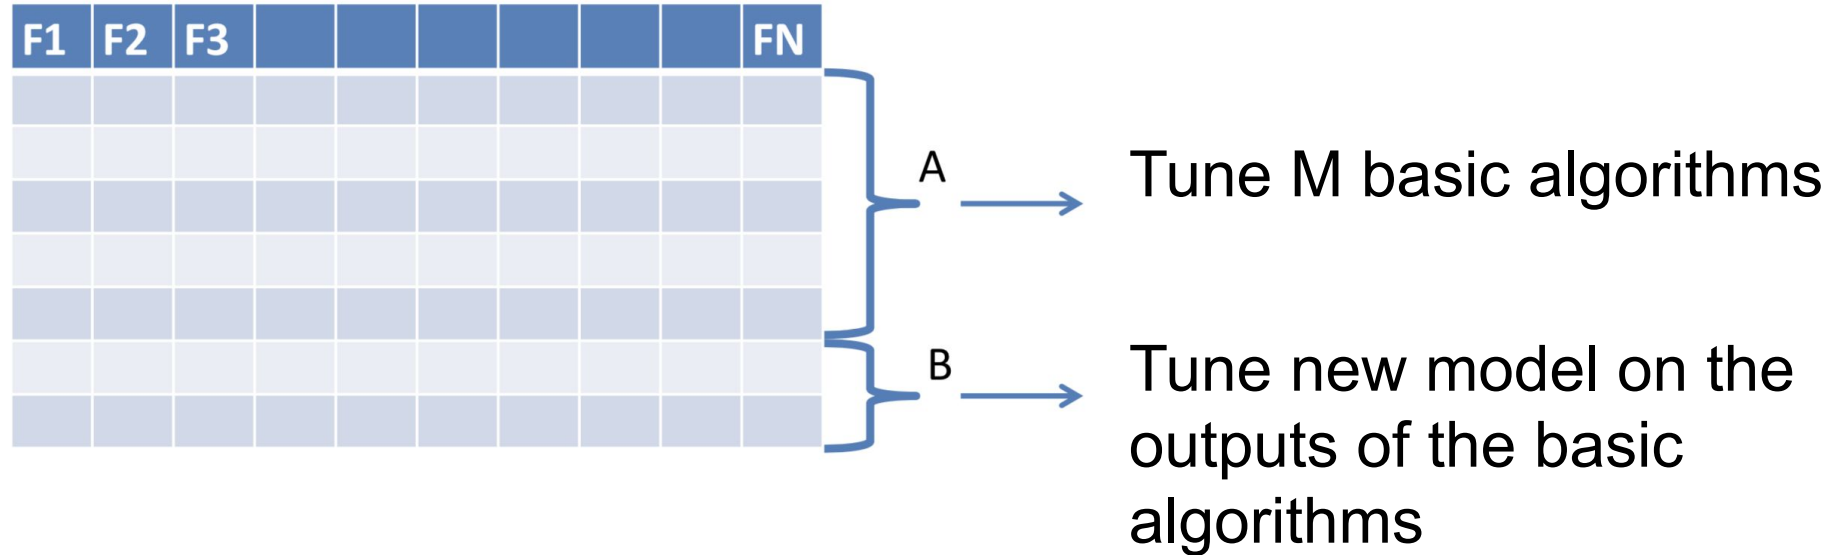 F1 F2 F3 FN
A
Tune M basic algorithms
B
Tune new model on the
outputs of the basic
algorithms